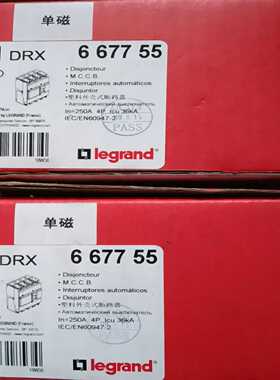 单磁
DRX
6 677 55
• Disjoncteur
• M.C.C.B.
• Interruptores automáticos
• Disjuntor
• 塑料外壳式断路器
• Автоматический выключатель
In=250A, 4P, Icu 36kA
IEC/EN60947-2
PASS
by LEGRAND (France)
legrand
单磁
DRX
6 677 55
• Disjoncteur
• M.C.C.B.
• Interruptores automáticos
• Disjuntor
• 塑料外壳式断路器
• Автоматический выключатель
In=250A, 4P, Icu 36kA
IEC/EN60947-2
legrand